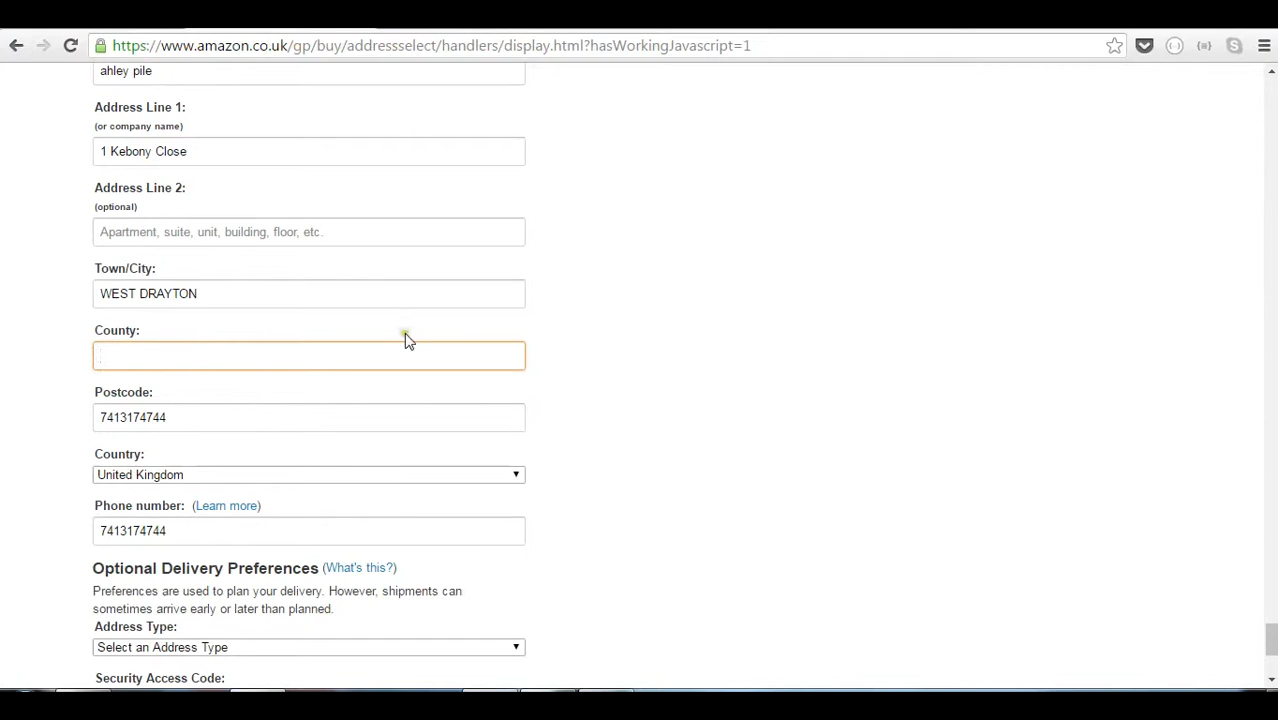 https://www.amazon.co.uk/gp/buy/addressselect/handlers/display.html?hasWorkingJavascript=1
ahley pile
Address Line 1:
(or company name)
1 Kebony Close
Address Line 2:
(optional)
Apartment, suite, unit, building, floor, etc.
Town/City:
WEST DRAYTON
County:
Postcode:
7413174744
Country:
United Kingdom
Phone number: (Learn more)
7413174744
Optional Delivery Preferences (What's this?)
Preferences are used to plan your delivery. However, shipments can
sometimes arrive early or later than planned.
Address Type:
Select an Address Type
Security Access Code: